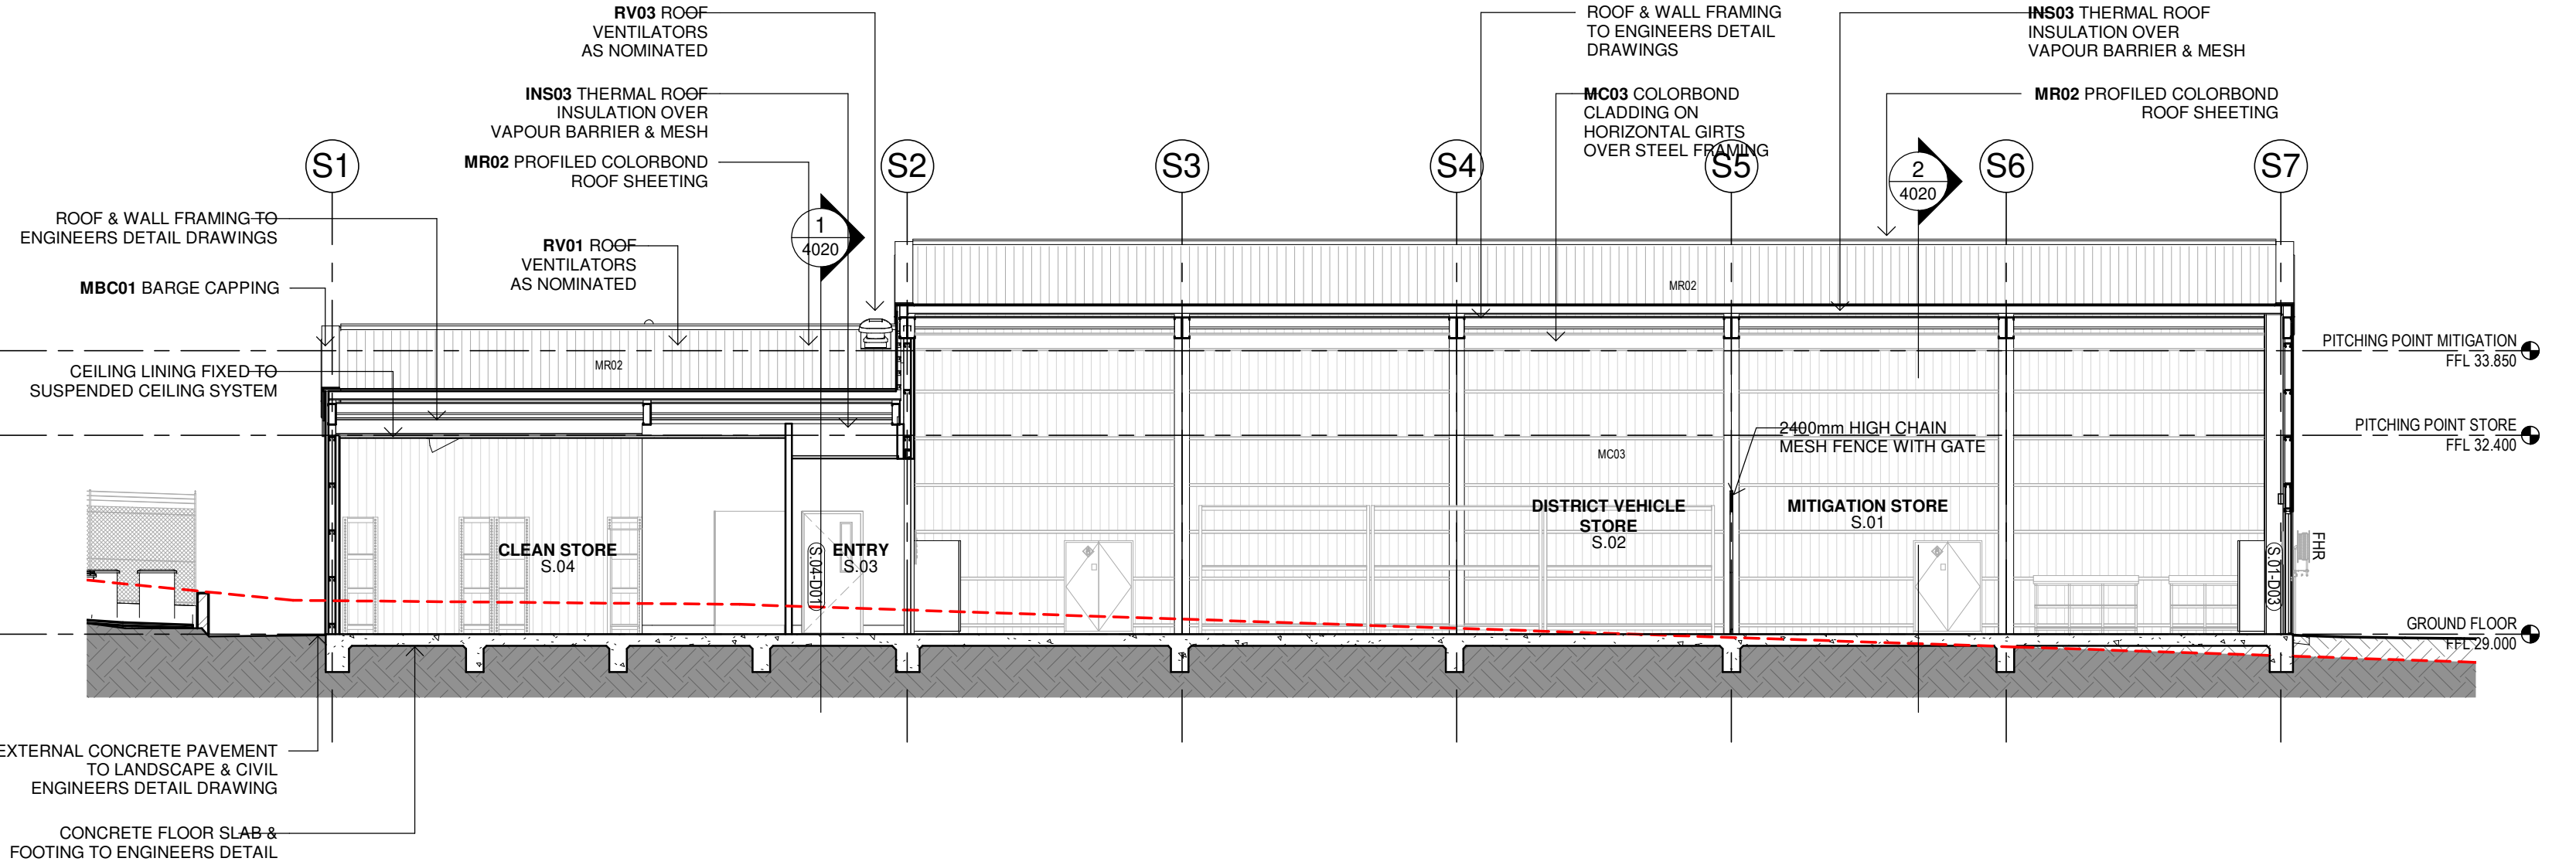 RV03 ROOF
VENTILATORS
AS NOMINATED
ROOF & WALL FRAMING
TO ENGINEERS DETAIL
DRAWINGS
INS03 THERMAL ROOF
INSULATION OVER
VAPOUR BARRIER & MESH
INS03 THERMAL ROOF
INSULATION OVER
VAPOUR BARRIER & MESH
MC03 COLORBOND
CLADDING ON
HORIZONTAL GIRTS
OVER STEEL FRAMING
MR02 PROFILED COLORBOND
ROOF SHEETING
MR02 PROFILED COLORBOND
ROOF SHEETING
S1
S2
S3
S4
S5
S6
S7
2
4020
1
4020
ROOF & WALL FRAMING TO
ENGINEERS DETAIL DRAWINGS
RV01 ROOF
VENTILATORS
AS NOMINATED
MBC01 BARGE CAPPING
MR02
MR02
PITCHING POINT MITIGATION
FFL 33.850
CEILING LINING FIXED TO
SUSPENDED CEILING SYSTEM
PITCHING POINT STORE
FFL 32.400
2400mm HIGH CHAIN
MESH FENCE WITH GATE
MC03
DISTRICT VEHICLE
STORE
S.02
MITIGATION STORE
S.01
CLEAN STORE
S.04
S.04-D01
ENTRY
S.03
S.01-D03
FHR
GROUND FLOOR
FFL 29.000
EXTERNAL CONCRETE PAVEMENT
TO LANDSCAPE & CIVIL
ENGINEERS DETAIL DRAWING
CONCRETE FLOOR SLAB &
FOOTING TO ENGINEERS DETAIL